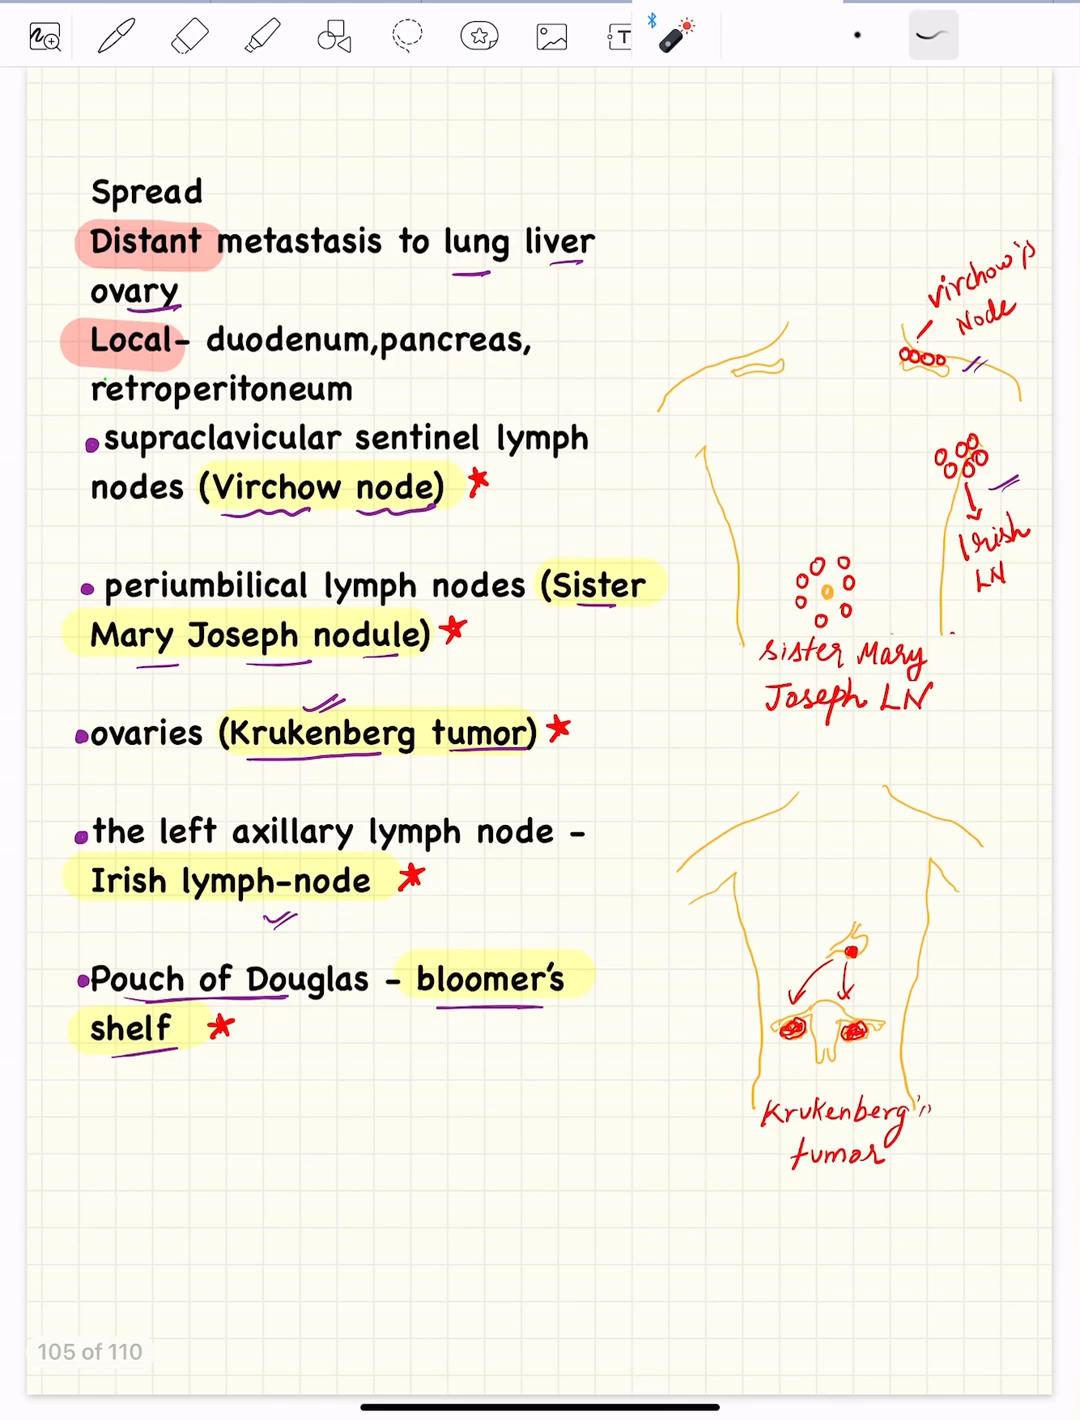 Spread
Distant metastasis to lung liver
ovary
Local- duodenum,pancreas,
retroperitoneum
supraclavicular sentinel lymph
nodes (Virchow node)
periumbilical lymph nodes (Sister
Mary Joseph nodule)
ovaries (Krukenberg tumor)
the left axillary lymph node -
Irish lymph-node
Pouch of Douglas - bloomer's
shelf
virchow's
Node
Irish
LN
Sister Mary
Joseph LN
Krukenberg's
tumor
T
105 of 110